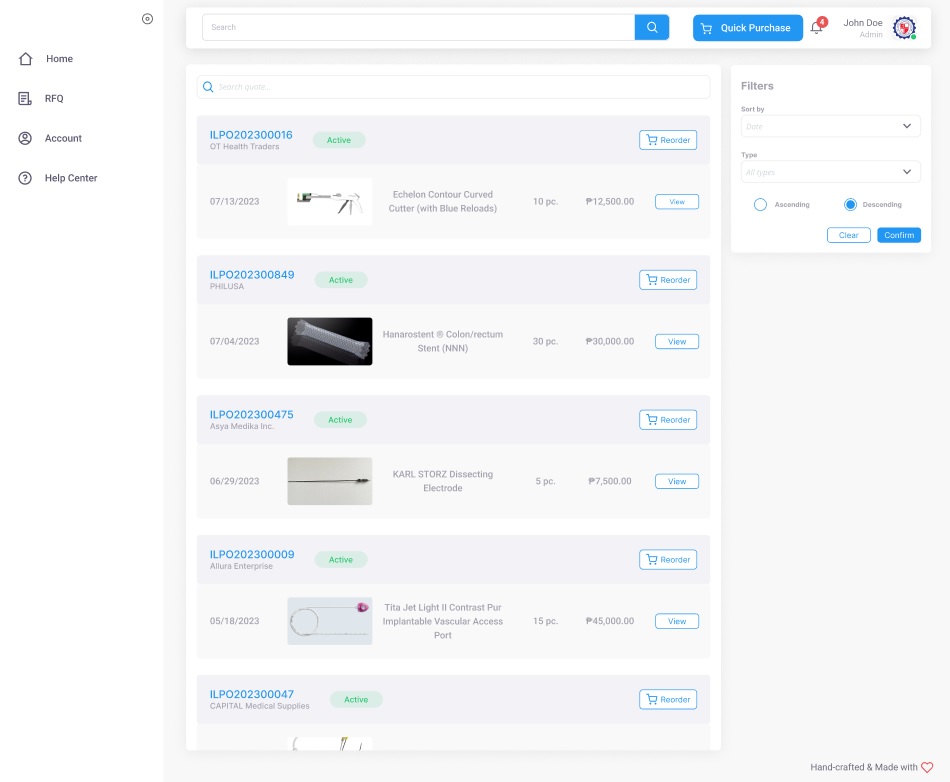 Search
Quick Purchase
4
John Doe
Admin
Home
RFQ
Account
Help Center
Search quote...
ILPO202300016
OT Health Traders
Active
Reorder
07/13/2023
Echelon Contour Curved
Cutter (with Blue Reloads)
10 pc.
₱12,500.00
View
ILPO202300849
PHILUSA
Active
Reorder
07/04/2023
Hanarostent ® Colon/rectum
Stent (NNN)
30 pc.
₱30,000.00
View
ILPO202300475
Asya Medika Inc.
Active
Reorder
06/29/2023
KARL STORZ Dissecting
Electrode
5 pc.
₱7,500.00
View
ILPO202300009
Allura Enterprise
Active
Reorder
05/18/2023
Tita Jet Light II Contrast Pur
Implantable Vascular Access
Port
15 pc.
₱45,000.00
View
ILPO202300047
CAPITAL Medical Supplies
Active
Reorder
Filters
Sort by
Date
Type
All types
Ascending
Descending
Clear
Confirm
Hand-crafted & Made with